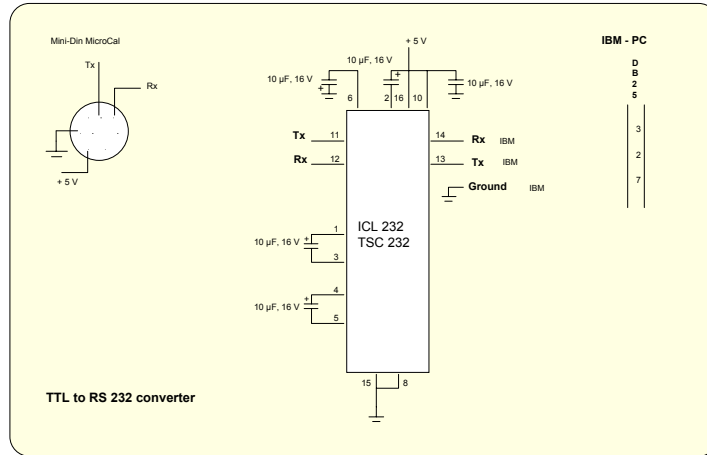 Mini-Din MicroCal
Tx
Rx
+ 5 V
+ 5 V
10 µF, 16 V
10 µF, 16 V
+
+
10 µF, 16 V
6
2
16
10
Tx
11
14
Rx
IBM
Rx
12
13
Tx
IBM
Ground
IBM
ICL 232
TSC 232
1
10 µF, 16 V
+
3
4
10 µF, 16 V
+
5
15
8
IBM - PC
D
B
2
5
3
2
7
TTL to RS 232 converter